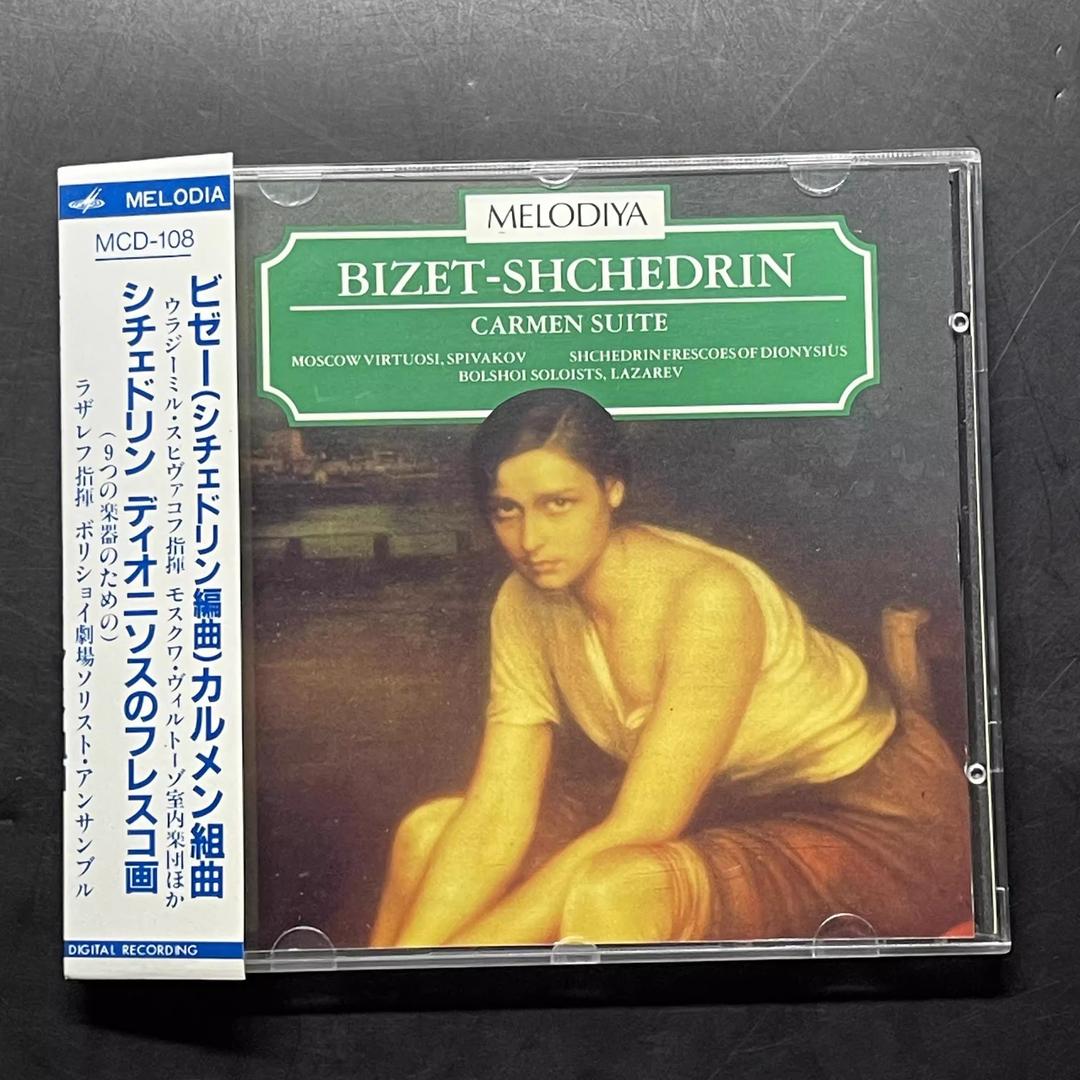 MELODIA
MCD-108
ビゼー(シチェドリン編曲)カルメン組曲
ウラジーミル・スピヴァコフ指揮 モスクワ・ヴィルトーゾ室内楽団ほか
シチェドリン ディオニソスのフレスコ画
(9つの楽器のための)
ラザレフ指揮 ボリショイ劇場ソリスト・アンサンブル
DIGITAL RECORDING
MELODIYA
BIZET-SHCHEDRIN
CARMEN SUITE
MOSCOW VIRTUOSI, SPIVAKOV SHCHEDRIN FRESCOES OF DIONYSIUS
BOLSHOI SOLOISTS, LAZAREV